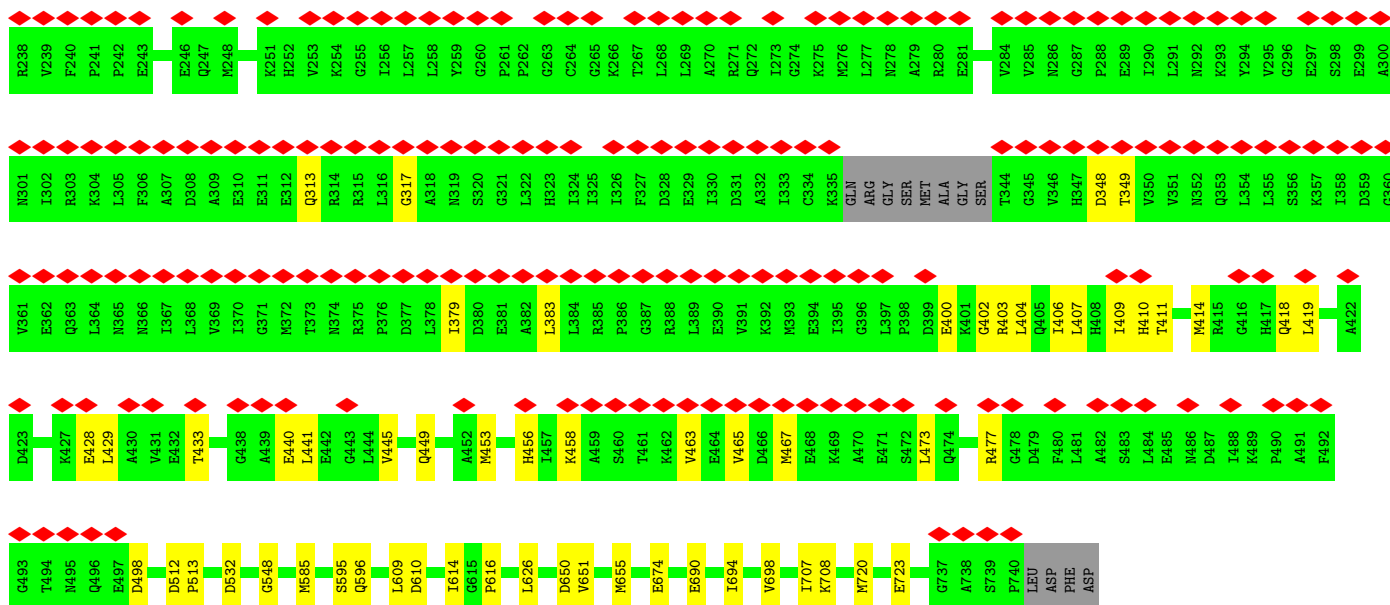 R238 V239 F240 P241 P242 E243 E246 Q247 M248 K251 H252 V253 K254 G255 I256 L257 L258 Y259 G260 P261 P262 G263 C264 G265 K266 T267 L268 L269 A270 R271 Q272 I273 G274 K275 M276 L277 N278 A279 R280 E281 V284 V285 N286 G287 P288 E289 I290 L291 N292 K293 Y294 V295 G296 E297 S298 E299 A300
N301 I302 R303 K304 L305 F306 A307 D308 A309 E310 E311 E312 Q313 R314 R315 L316 G317 A318 N319 S320 G321 L322 H323 I324 I325 I326 F327 D328 E329 I330 D331 A332 I333 C334 K335 GLN ARG GLY SER MET ALA GLY SER T344 G345 V346 H347 D348 T349 V350 V351 N352 Q353 L354 L355 S356 K357 I358 D359 G360
V361 E362 Q363 L364 N365 N366 I367 L368 V369 I370 G371 M372 T373 N374 R375 P376 D377 L378 I379 D380 E381 A382 L383 L384 R385 P386 G387 R388 L389 E390 V391 K392 M393 E394 I395 G396 L397 P398 D399 E400 K401 G402 R403 L404 Q405 I406 L407 H408 I409 H410 T411 M414 R415 G416 H417 Q418 L419 A422
D423 K427 E428 L429 A430 V431 E432 T433 G438 A439 E440 L441 E442 G443 L444 V445 Q449 A452 M453 H456 I457 K458 A459 S460 T461 K462 V463 E464 V465 D466 M467 E468 K469 A470 E471 S472 L473 Q474 R477 G478 D479 F480 L481 A482 S483 L484 E485 N486 D487 I488 K489 P490 A491 F492
G493 T494 N495 Q496 E497 D498 D512 P513 D532 G548 M585 S595 Q596 L609 D610 I614 G615 P616 L626 D650 V651 M655 E674 E690 I694 V698 I707 K708 M720 E723 G737 A738 S739 P740 LEU ASP PHE ASP